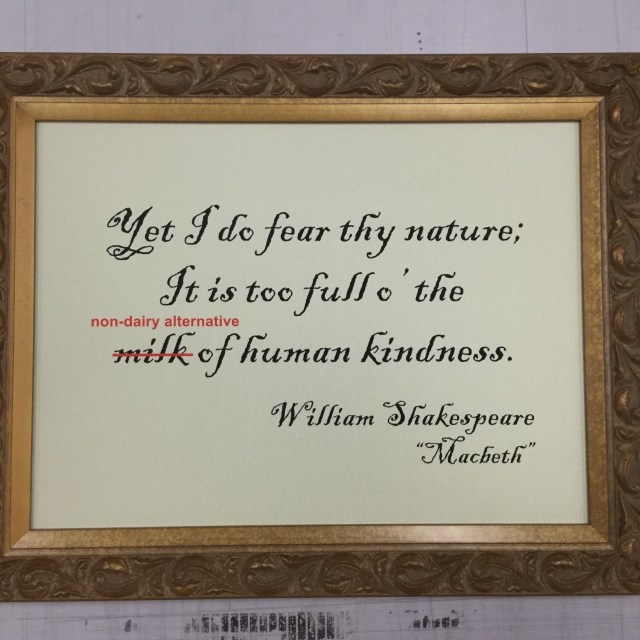 Yet I do fear thy nature;
It is too full o' the
non-dairy alternative
milk of human kindness.
William Shakespeare
"Macbeth"